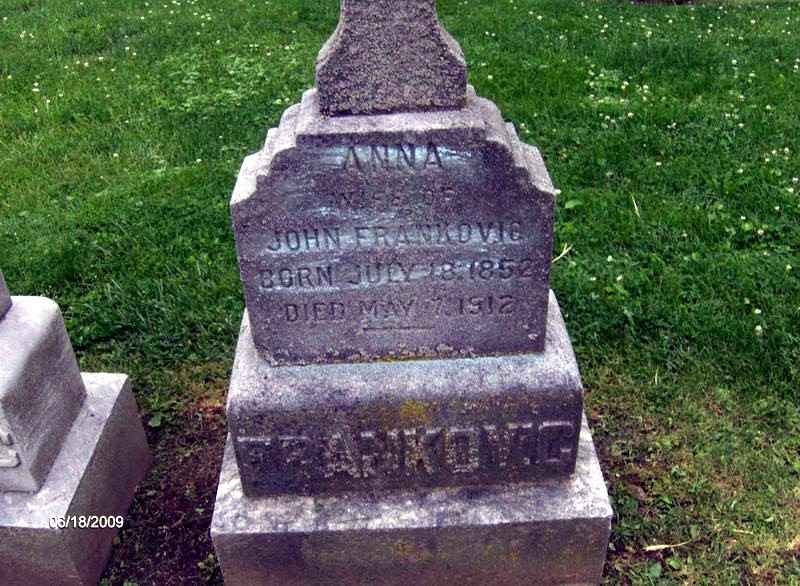 ANNA
WIFE OF
JOHN FRANKOVIC
BORN JULY 18, 1852
DIED MAY 7, 1912
FRANKOVIC
06/18/2009